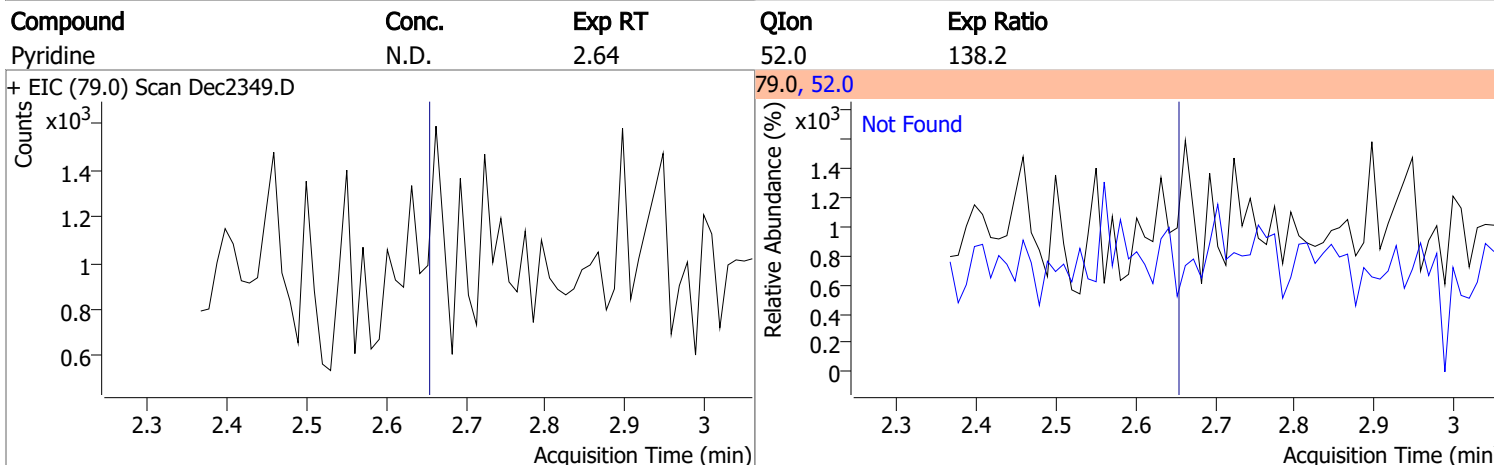 Compound Conc. Exp RT QIon Exp Ratio
Pyridine N.D. 2.64 52.0 138.2
+ EIC (79.0) Scan Dec2349.D
Counts
x10³
1.4
1.2
1
0.8
0.6
2.3 2.4 2.5 2.6 2.7 2.8 2.9 3
Acquisition Time (min)
79.0, 52.0
Relative Abundance (%)
x10³
Not Found
1.4
1.2
1
0.8
0.6
0.4
0.2
0
2.3 2.4 2.5 2.6 2.7 2.8 2.9 3
Acquisition Time (min